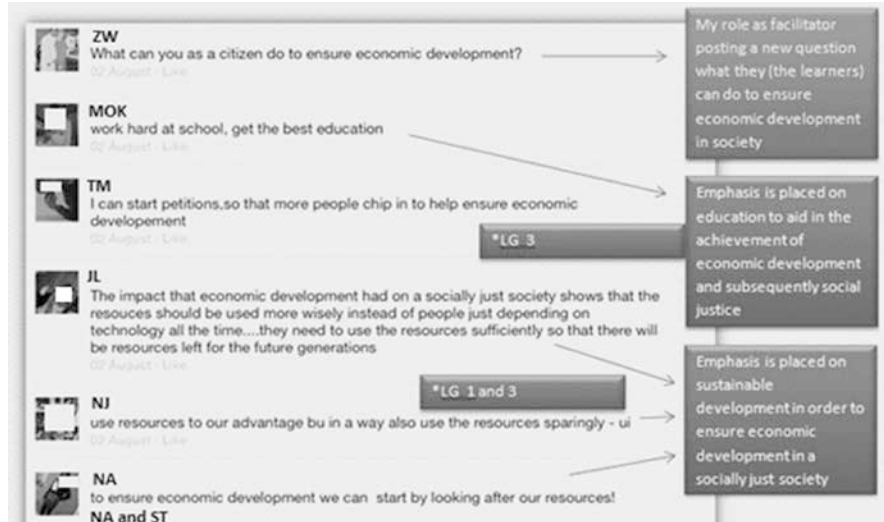 ZW
What can you as a citizen do to ensure economic development?
02 August · Like
MOK
work hard at school, get the best education
02 August · Like
TM
I can start petitions,so that more people chip in to help ensure economic
developement
02 August · Like
JL
The impact that economic development had on a socially just society shows that the
resouces should be used more wisely instead of people just depending on
technology all the time....they need to use the resources sufficiently so that there will
be resources left for the future generations
02 August · Like
NJ
use resources to our advantage bu in a way also use the resources sparingly - ui
02 August · Like
NA
to ensure economic development we can start by looking after our resources!
NA and ST
My role as facilitator
posting a new question
what they (the learners)
can do to ensure
economic development
in society
Emphasis is placed on
education to aid in the
achievement of
economic development
and subsequently social
justice
*LG 3
*LG 1 and 3
Emphasis is placed on
sustainable
development in order to
ensure economic
development in a
socially just society